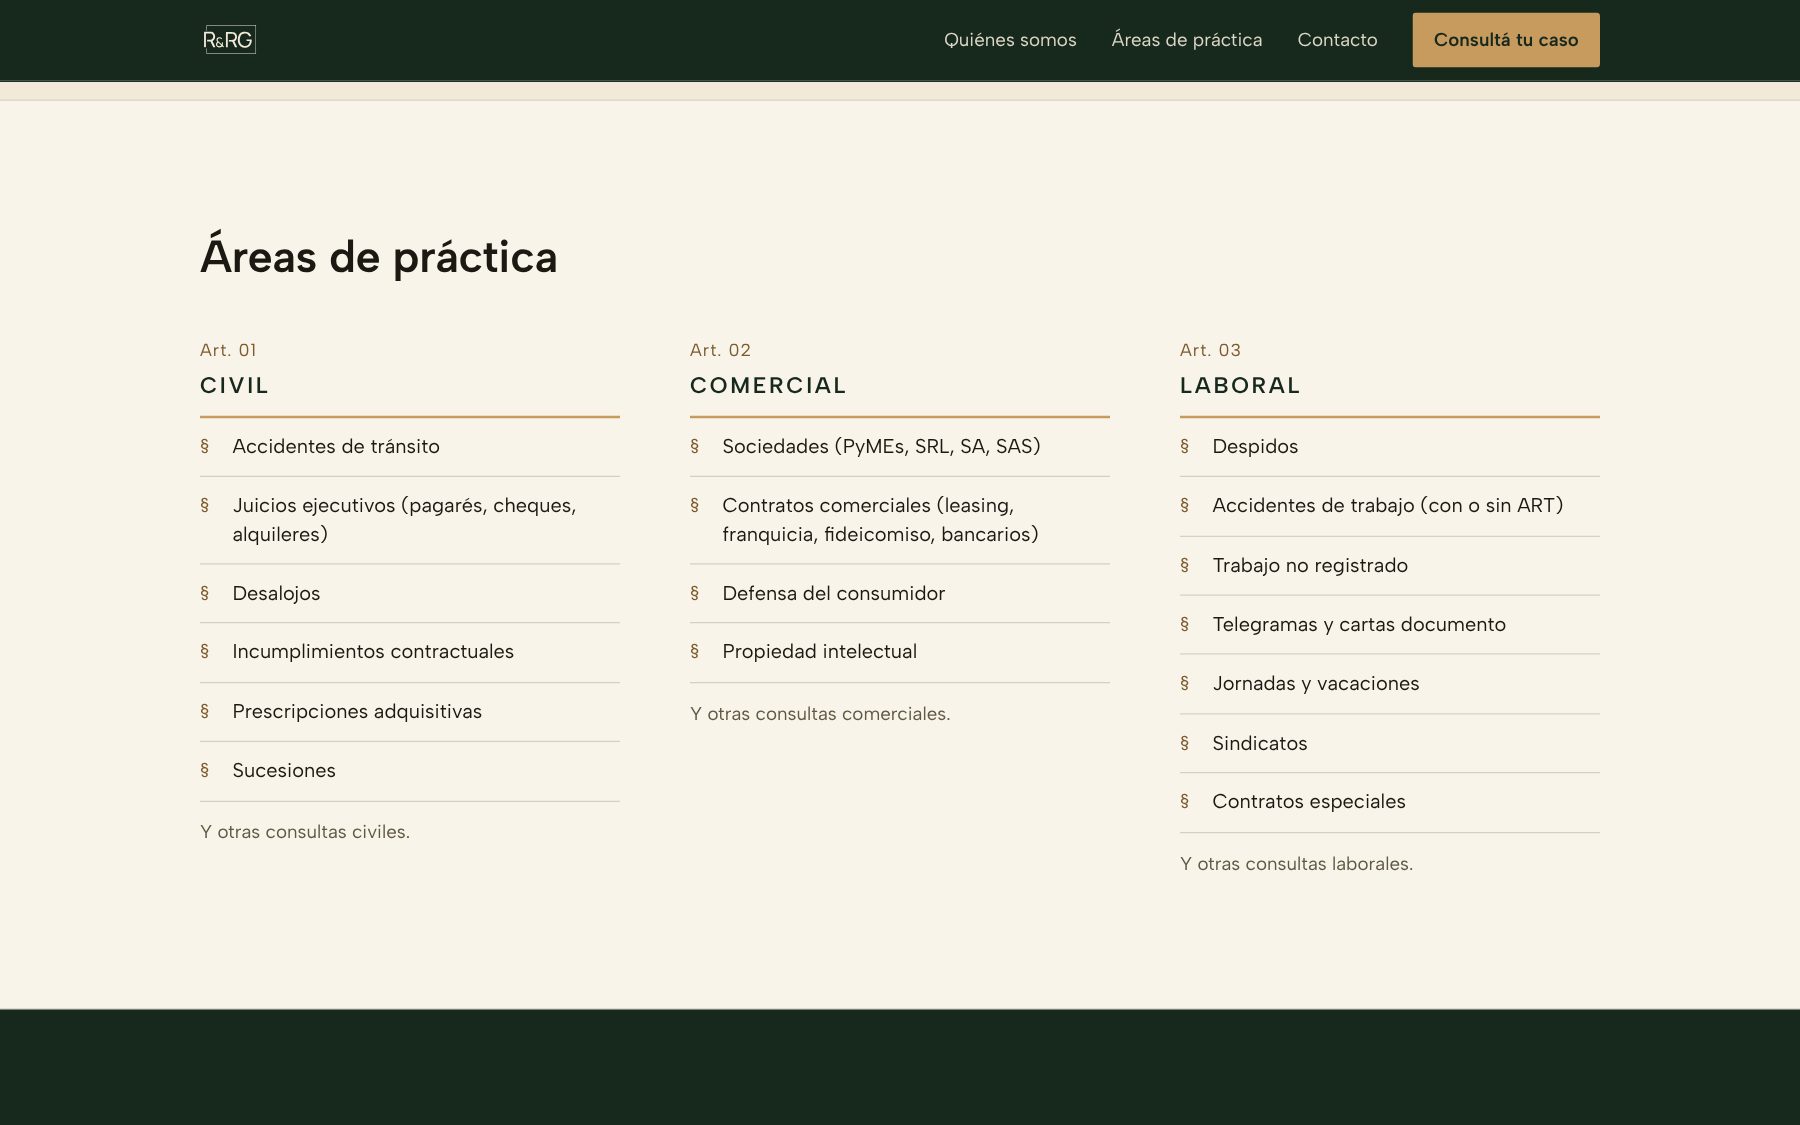 R&RG
Quiénes somos
Áreas de práctica
Contacto
Consultá tu caso
Áreas de práctica
Art. 01
CIVIL
§ Accidentes de tránsito
§ Juicios ejecutivos (pagarés, cheques,
alquileres)
§ Desalojos
§ Incumplimientos contractuales
§ Prescripciones adquisitivas
§ Sucesiones
Y otras consultas civiles.
Art. 02
COMERCIAL
§ Sociedades (PyMEs, SRL, SA, SAS)
§ Contratos comerciales (leasing,
franquicia, fideicomiso, bancarios)
§ Defensa del consumidor
§ Propiedad intelectual
Y otras consultas comerciales.
Art. 03
LABORAL
§ Despidos
§ Accidentes de trabajo (con o sin ART)
§ Trabajo no registrado
§ Telegramas y cartas documento
§ Jornadas y vacaciones
§ Sindicatos
§ Contratos especiales
Y otras consultas laborales.